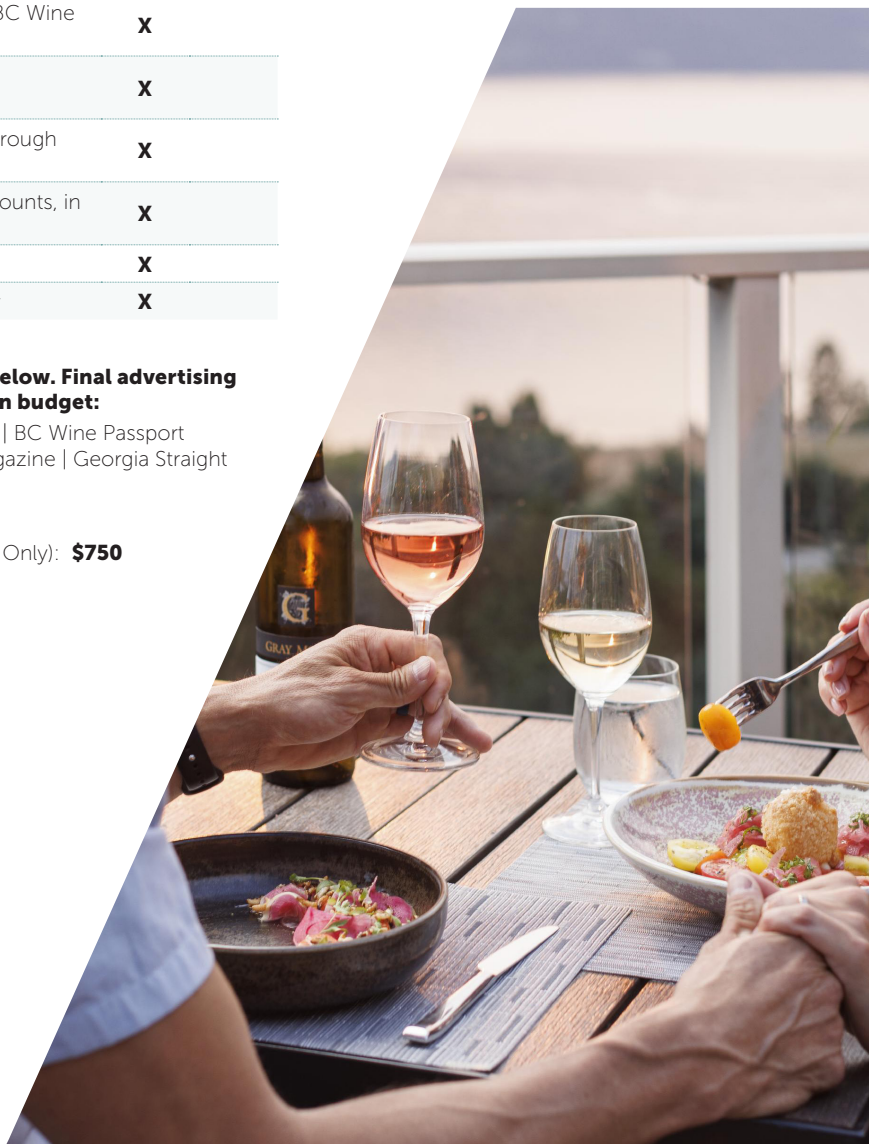 BC Wine
X
X
rough
X
ounts, in
X
X
X
elow. Final advertising
n budget:
| BC Wine Passport
gazine | Georgia Straight
Only): $750
G
GRAY M